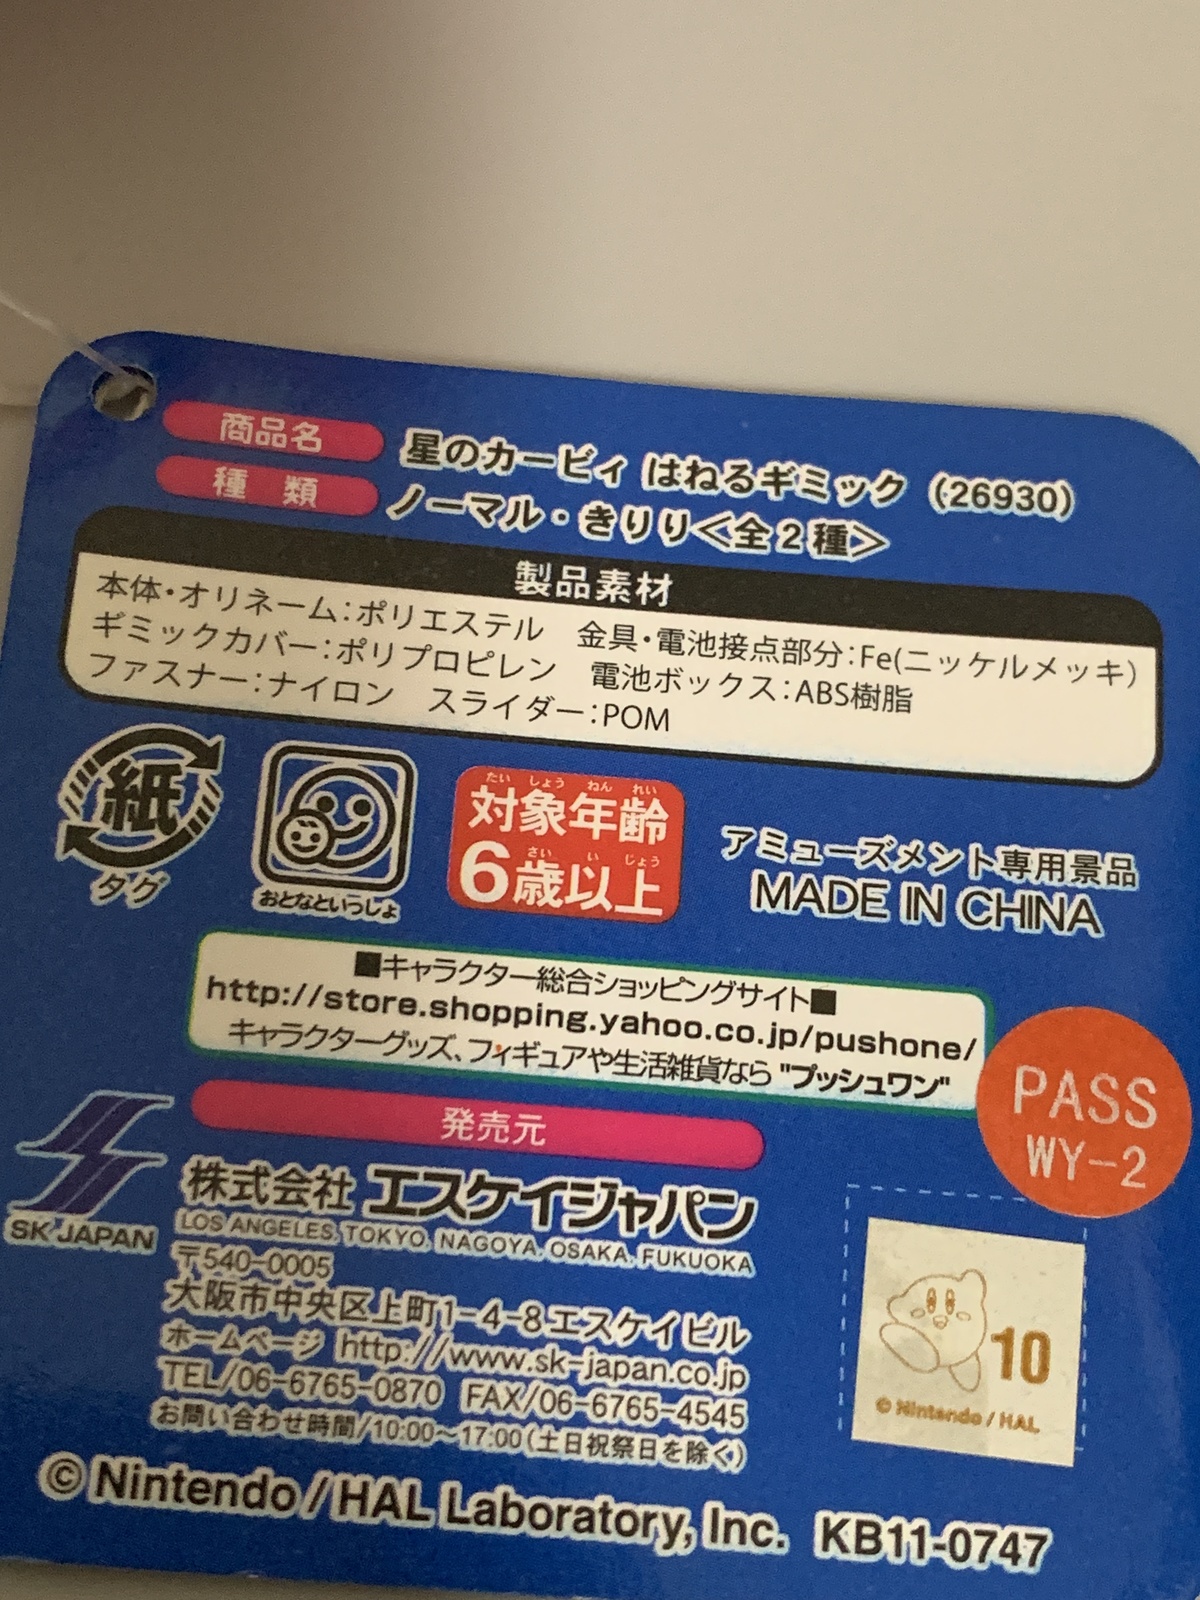 商品名 星のカービィ はねるギミック（26930）
種類 ノーマル・きりり＜全2種＞
製品素材
本体・オリネーム：ポリエステル 金具・電池接点部分：Fe(ニッケルメッキ)
ギミックカバー：ポリプロピレン 電池ボックス：ABS樹脂
ファスナー：ナイロン スライダー：POM
紙
タグ
おとなといっしょ
たい しょう ねん れい
対象年齢
さい い じょう
6歳以上
アミューズメント専用景品
MADE IN CHINA
■キャラクター総合ショッピングサイト■
http://store.shopping.yahoo.co.jp/pushone/
キャラクターグッズ、フィギュアや生活雑貨なら "プッシュワン"
PASS
WY-2
発売元
SK JAPAN
株式会社 エスケイジャパン
LOS ANGELES, TOKYO, NAGOYA, OSAKA, FUKUOKA
〒540-0005
大阪市中央区上町1-4-8エスケイビル
ホームページ http://www.sk-japan.co.jp
TEL/06-6765-0870 FAX/06-6765-4545
お問い合わせ時間/10:00〜17:00(土日祝祭日を除く)
10
© Nintendo / HAL
© Nintendo / HAL Laboratory, Inc. KB11-0747